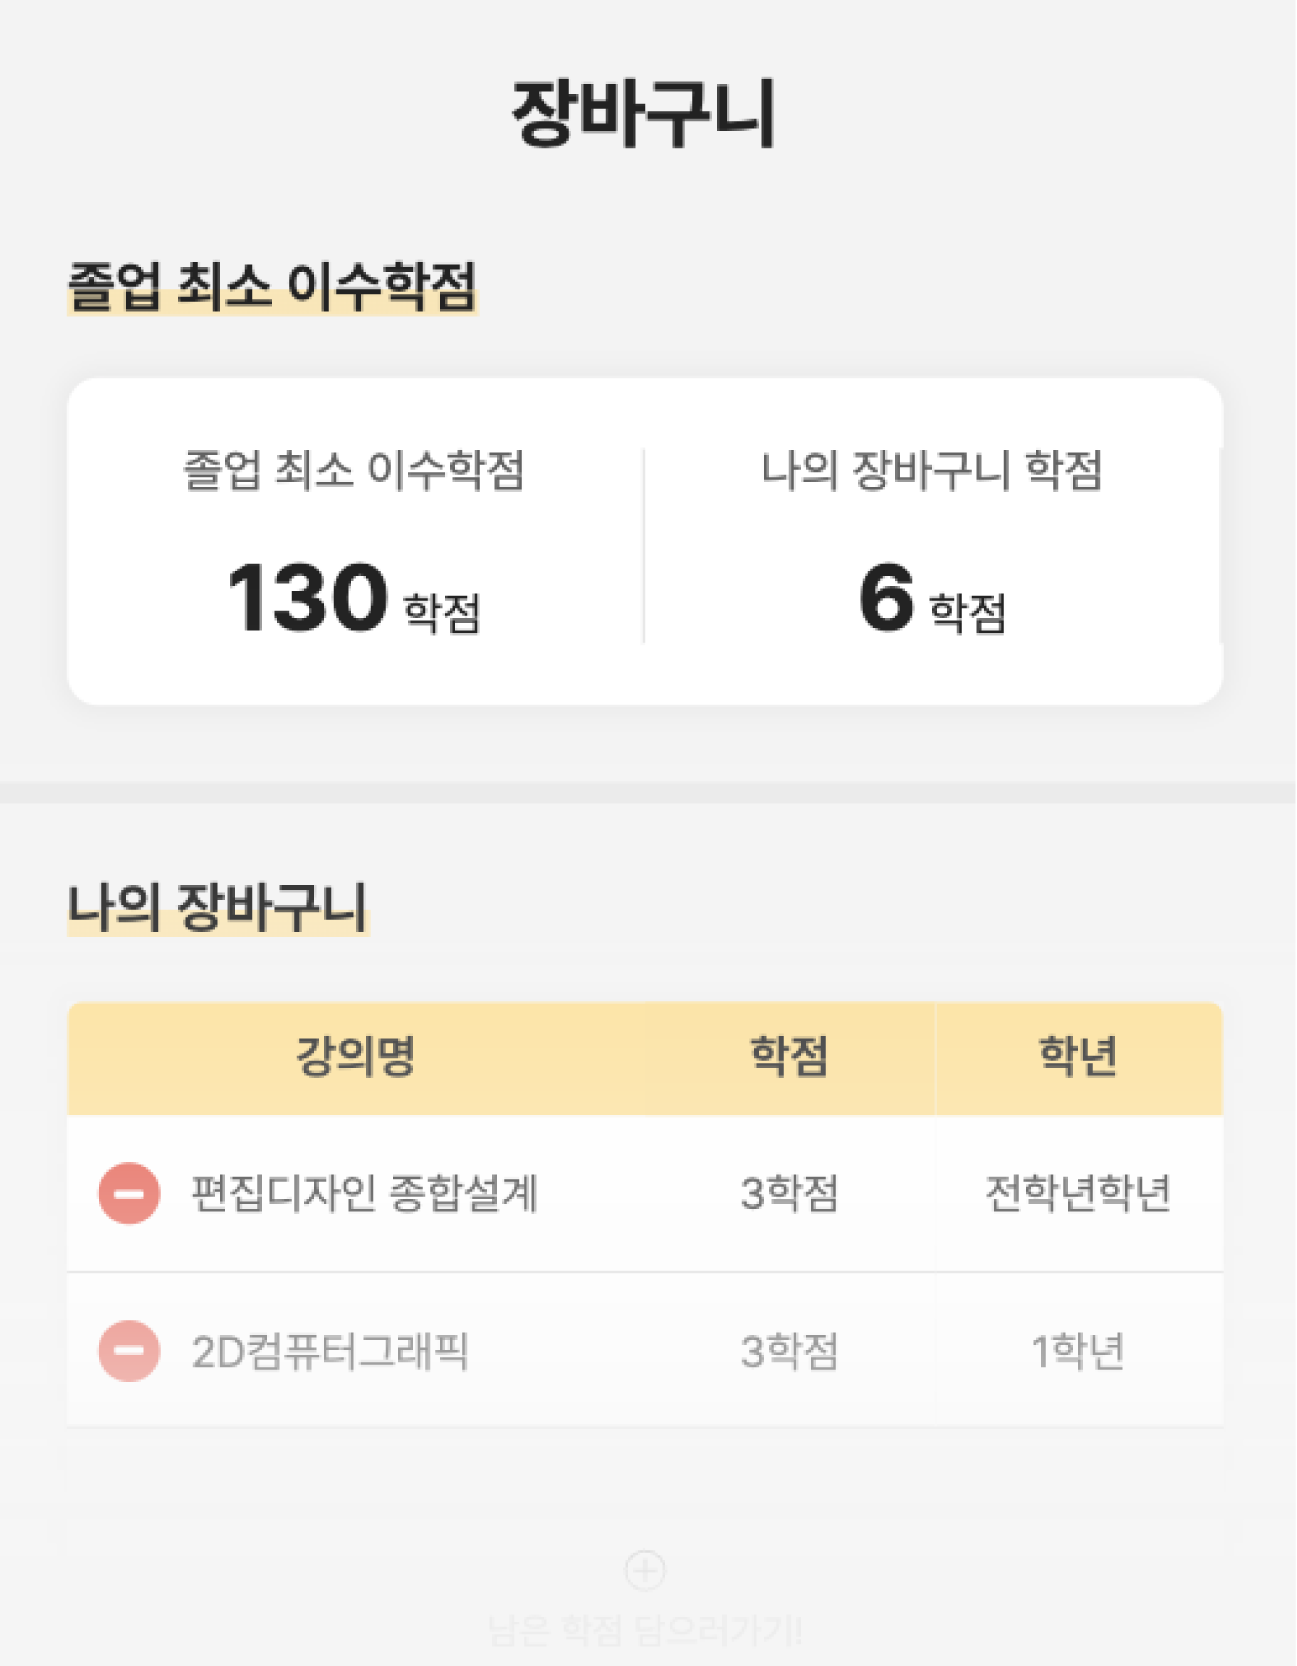 장바구니
졸업 최소 이수학점
졸업 최소 이수학점 나의 장바구니 학점
130 학점 6 학점
나의 장바구니
강의명 학점 학년
편집디자인 종합설계 3학점 전학년학년
2D컴퓨터그래픽 3학점 1학년
남은 학점 담으러가기!